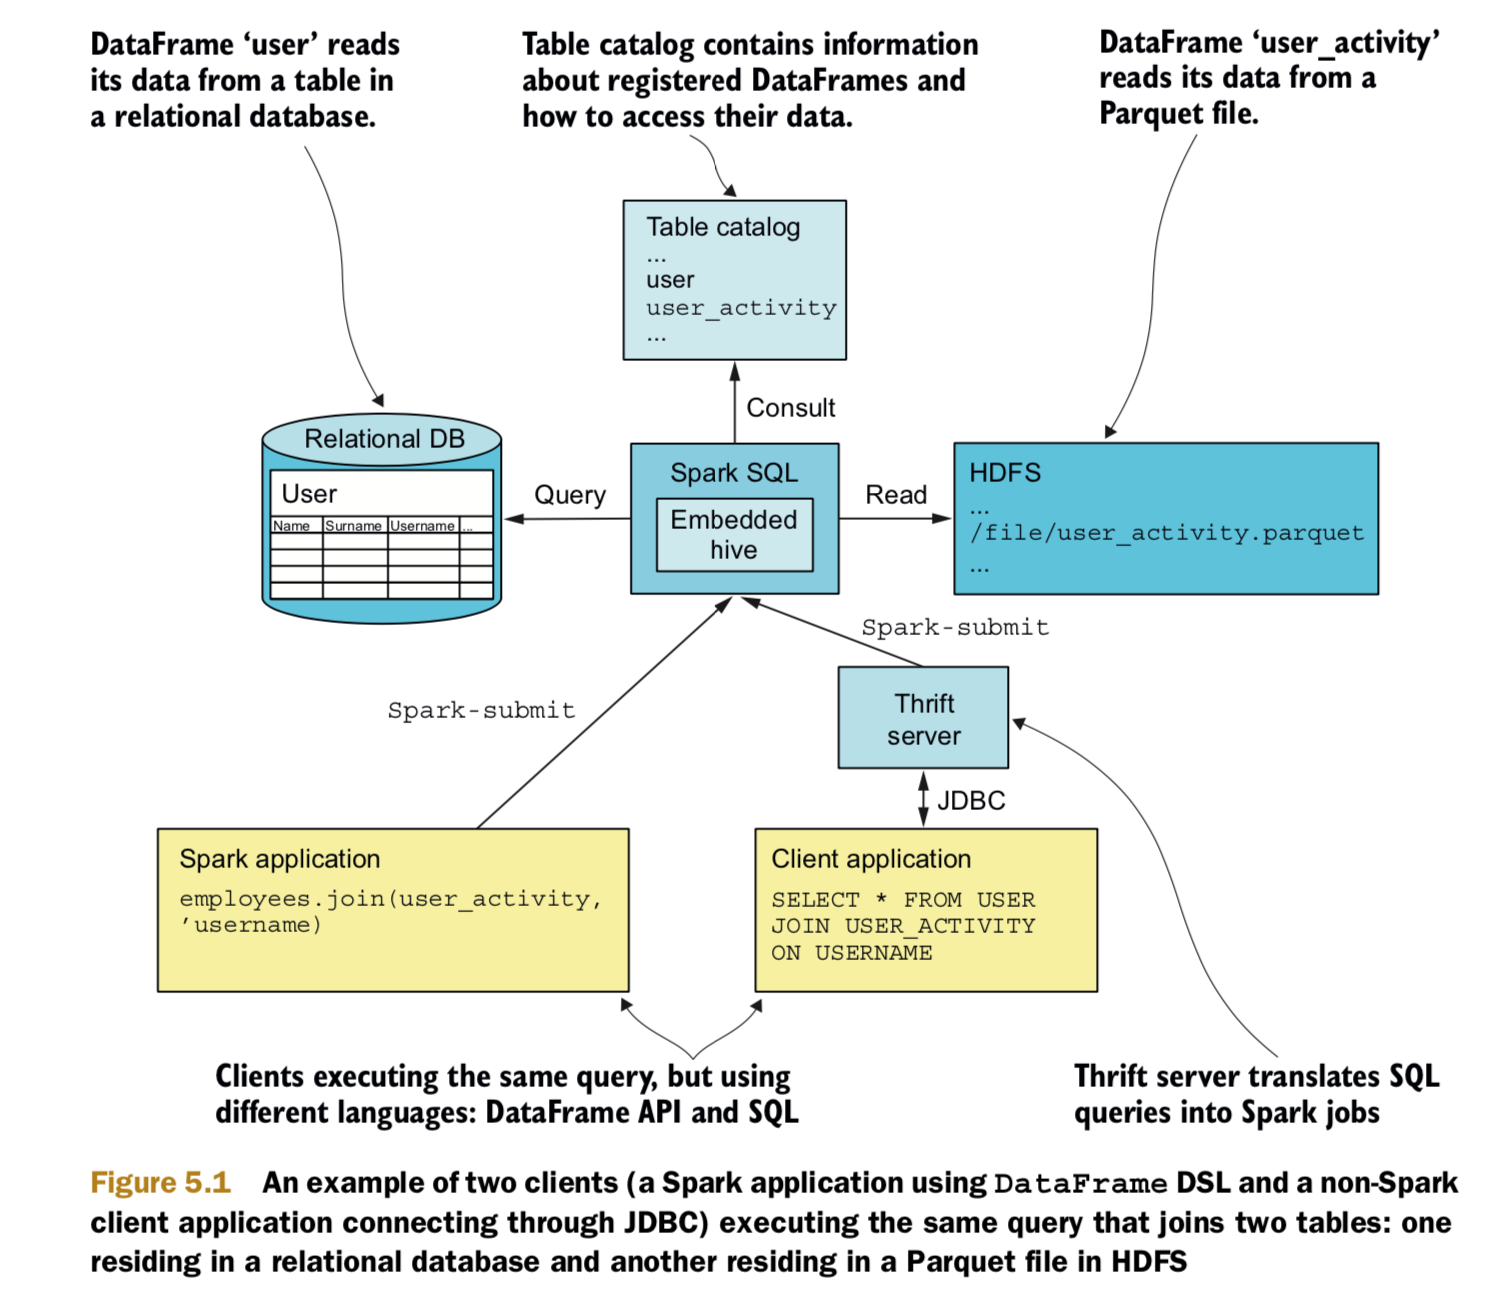 DataFrame ‘user’ reads
its data from a table in
a relational database.
Table catalog contains information
about registered DataFrames and
how to access their data.
DataFrame ‘user_activity’
reads its data from a
Parquet file.
Table catalog
...
user
user_activity
...
Consult
Relational DB
User
Name Surname Username ...
Query
Spark SQL
Embedded
hive
Read
HDFS
...
/file/user_activity.parquet
...
Spark-submit
Spark-submit
Thrift
server
JDBC
Spark application
employees.join(user_activity,
’username)
Client application
SELECT * FROM USER
JOIN USER_ACTIVITY
ON USERNAME
Clients executing the same query, but using
different languages: DataFrame API and SQL
Thrift server translates SQL
queries into Spark jobs
Figure 5.1 An example of two clients (a Spark application using DataFrame DSL and a non-Spark
client application connecting through JDBC) executing the same query that joins two tables: one
residing in a relational database and another residing in a Parquet file in HDFS